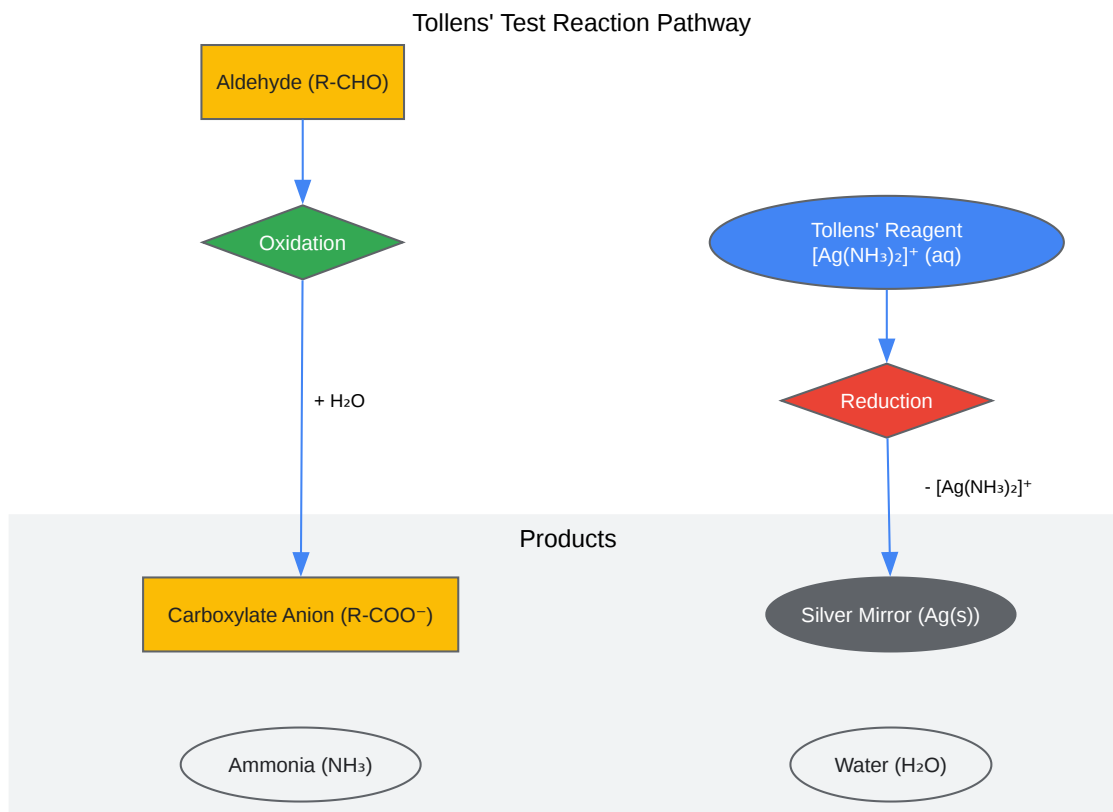 Tollens' Test Reaction Pathway
Aldehyde (R-CHO)
Oxidation
Tollens' Reagent
[Ag(NH₃)₂]⁺ (aq)
Reduction
+ H₂O
- [Ag(NH₃)₂]⁺
Products
Carboxylate Anion (R-COO⁻)
Silver Mirror (Ag(s))
Ammonia (NH₃)
Water (H₂O)